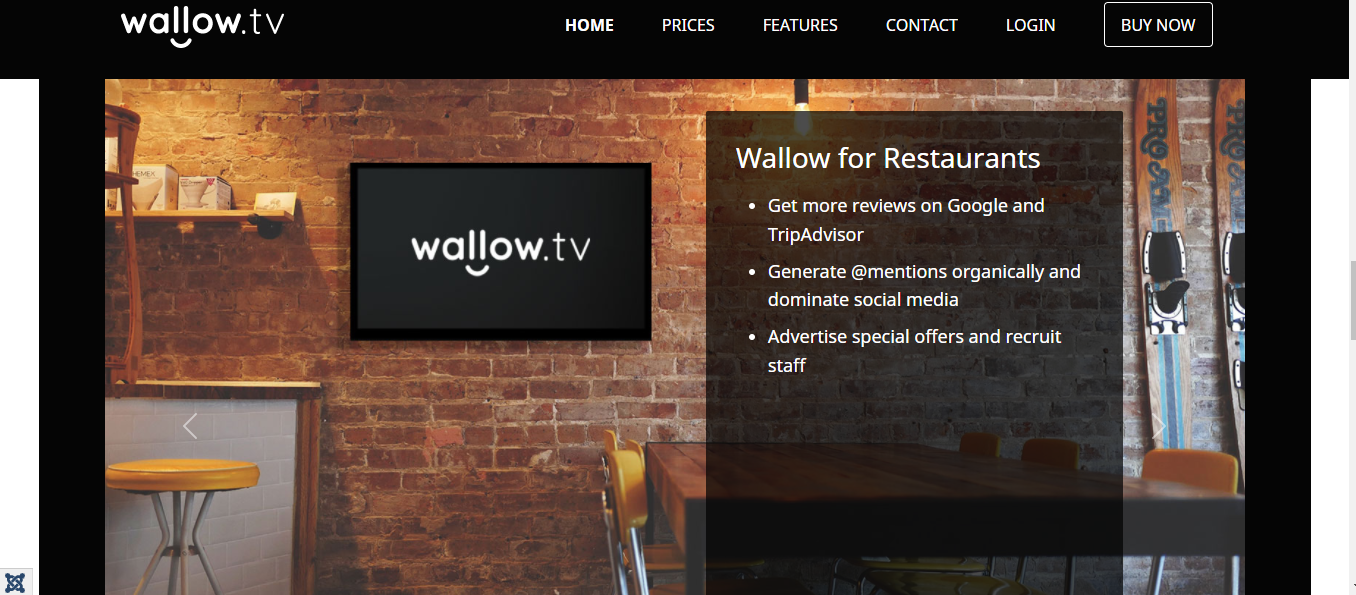 wallow.tv
HOME PRICES FEATURES CONTACT LOGIN BUY NOW
Wallow for Restaurants
Get more reviews on Google and
TripAdvisor
Generate @mentions organically and
dominate social media
Advertise special offers and recruit
staff
wallow.tv